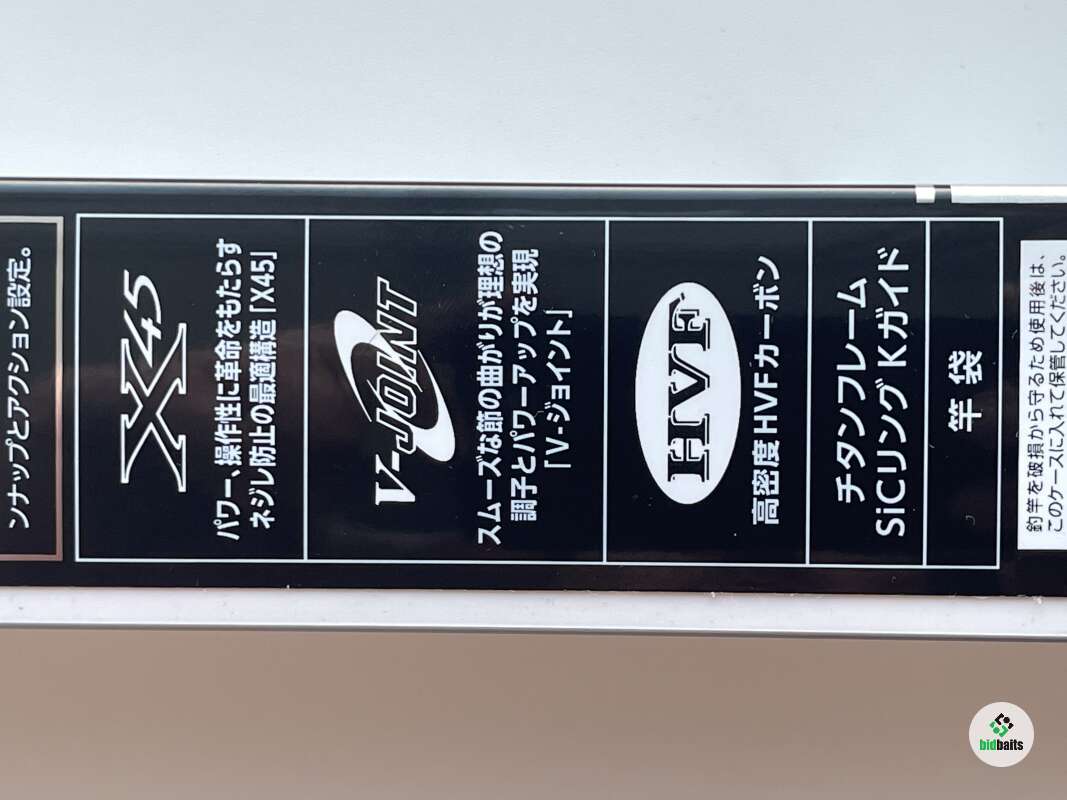 ンナップとアクション設定。
X45
パワー、操作性に革命をもたらす
ネジレ防止の最適構造「X45」
V-JOINT
スムーズな節の曲がりが理想の
調子とパワーアップを実現
「V-ジョイント」
HVF
高密度HVFカーボン
チタンフレーム
SiCリング Kガイド
竿 袋
釣竿を破損から守るため使用後は、
このケースに入れて保管してください。
bidbaits